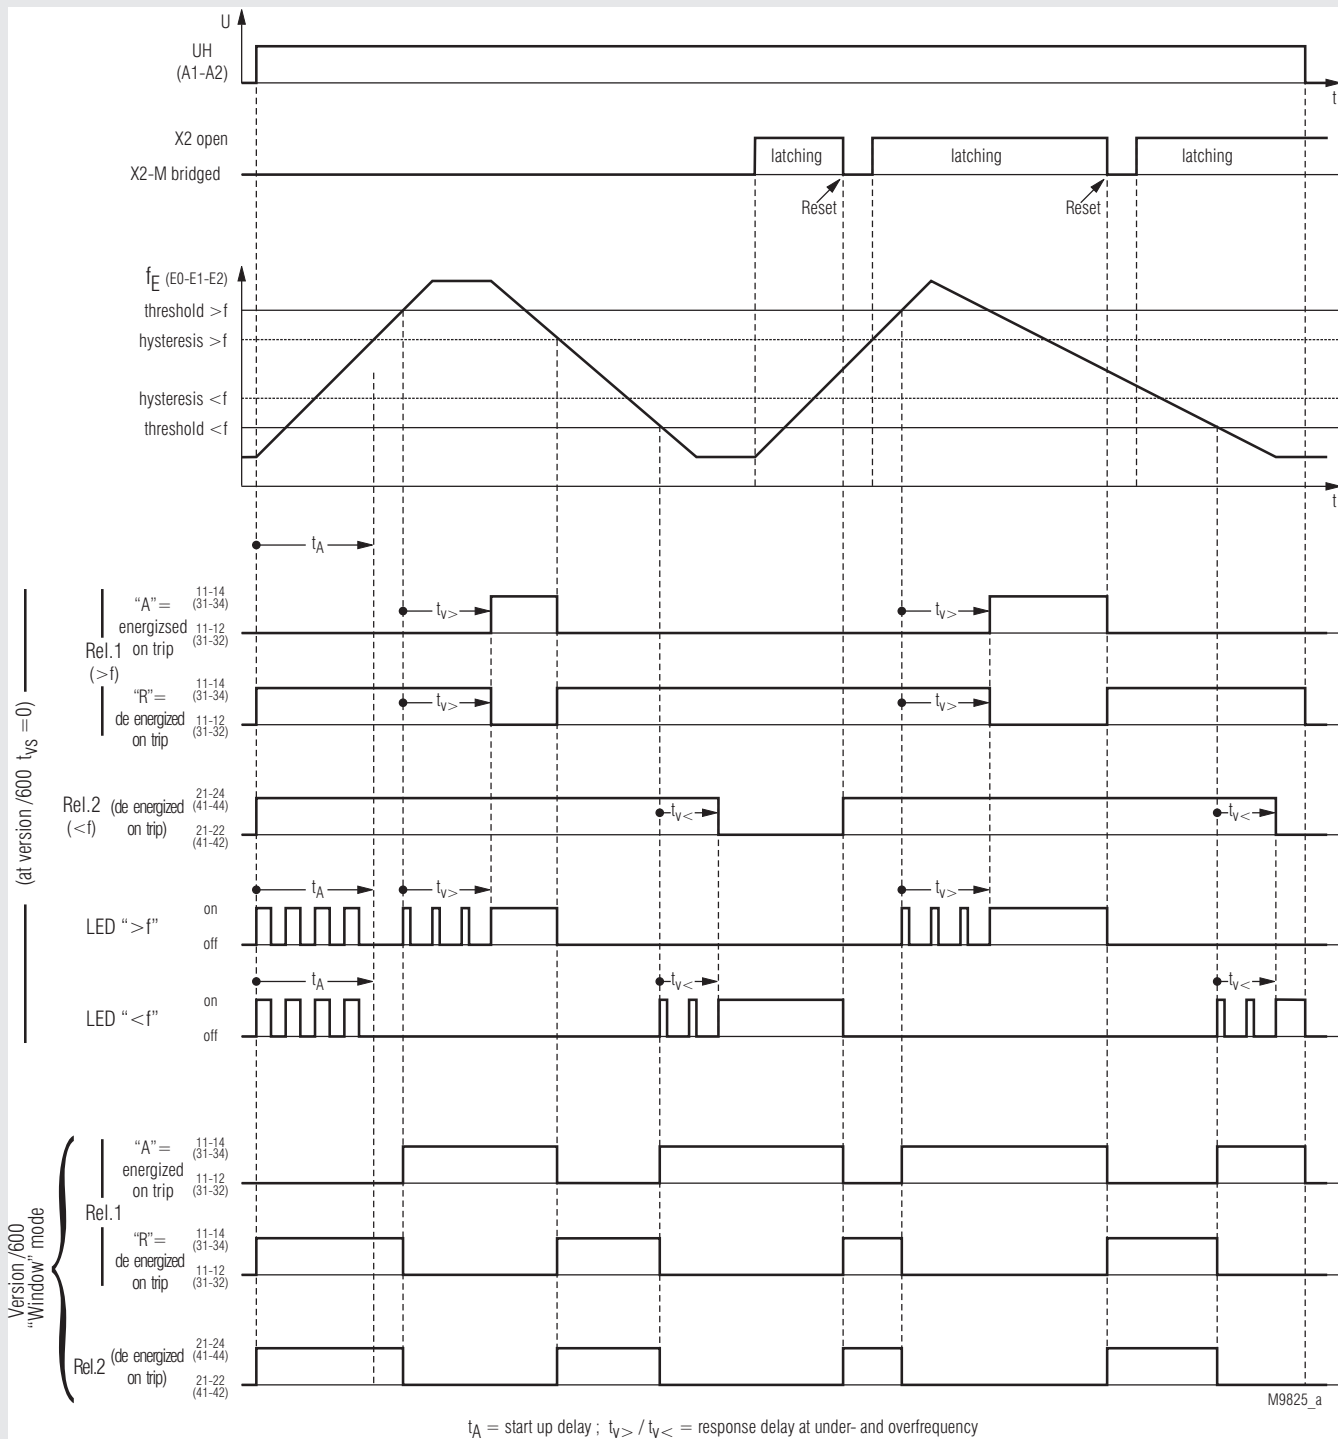 U
UH
(A1-A2)
t
X2 open
X2-M bridged
latching
latching
latching
Reset
Reset
fE (E0-E1-E2)
threshold >f
hysteresis >f
hysteresis <f
threshold <f
t
tA
(at version /600 tvs =0)
Rel.1
(>f)
“A”=
energizsed
on trip
11-14
(31-34)
11-12
(31-32)
tv>
tv>
“R”=
de energized
on trip
11-14
(31-34)
11-12
(31-32)
tv>
tv>
Rel.2
(<f)
(de energized
on trip)
21-24
(41-44)
21-22
(41-42)
tv<
tv<
LED “>f”
on
off
tA
tv>
tv>
LED “<f”
on
off
tA
tv<
tv<
Version /600
“Window” mode
Rel.1
“A”=
energized
on trip
11-14
(31-34)
11-12
(31-32)
“R”=
de energized
on trip
11-14
(31-34)
11-12
(31-32)
Rel.2
(de energized
on trip)
21-24
(41-44)
21-22
(41-42)
M9825_a
tA = start up delay ; tv> / tv< = response delay at under- and overfrequency